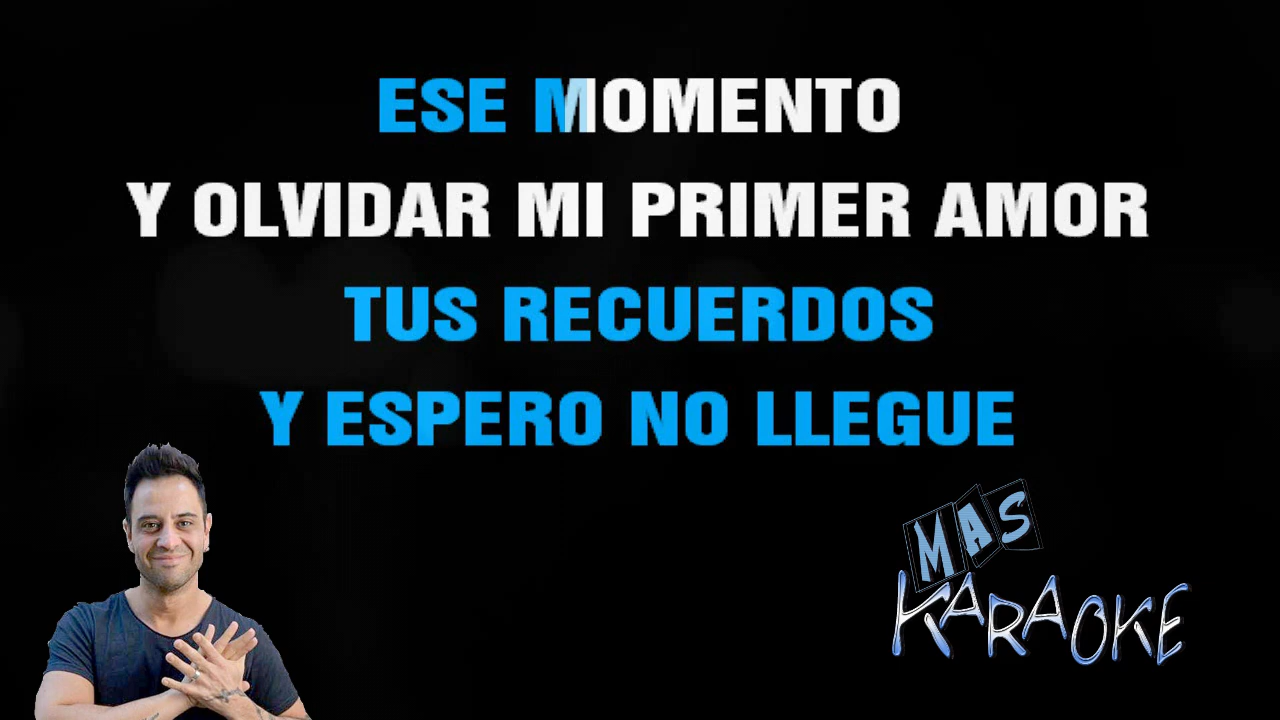 ESE MOMENTO
Y OLVIDAR MI PRIMER AMOR
TUS RECUERDOS
Y ESPERO NO LLEGUE
MAS
KARAOKE